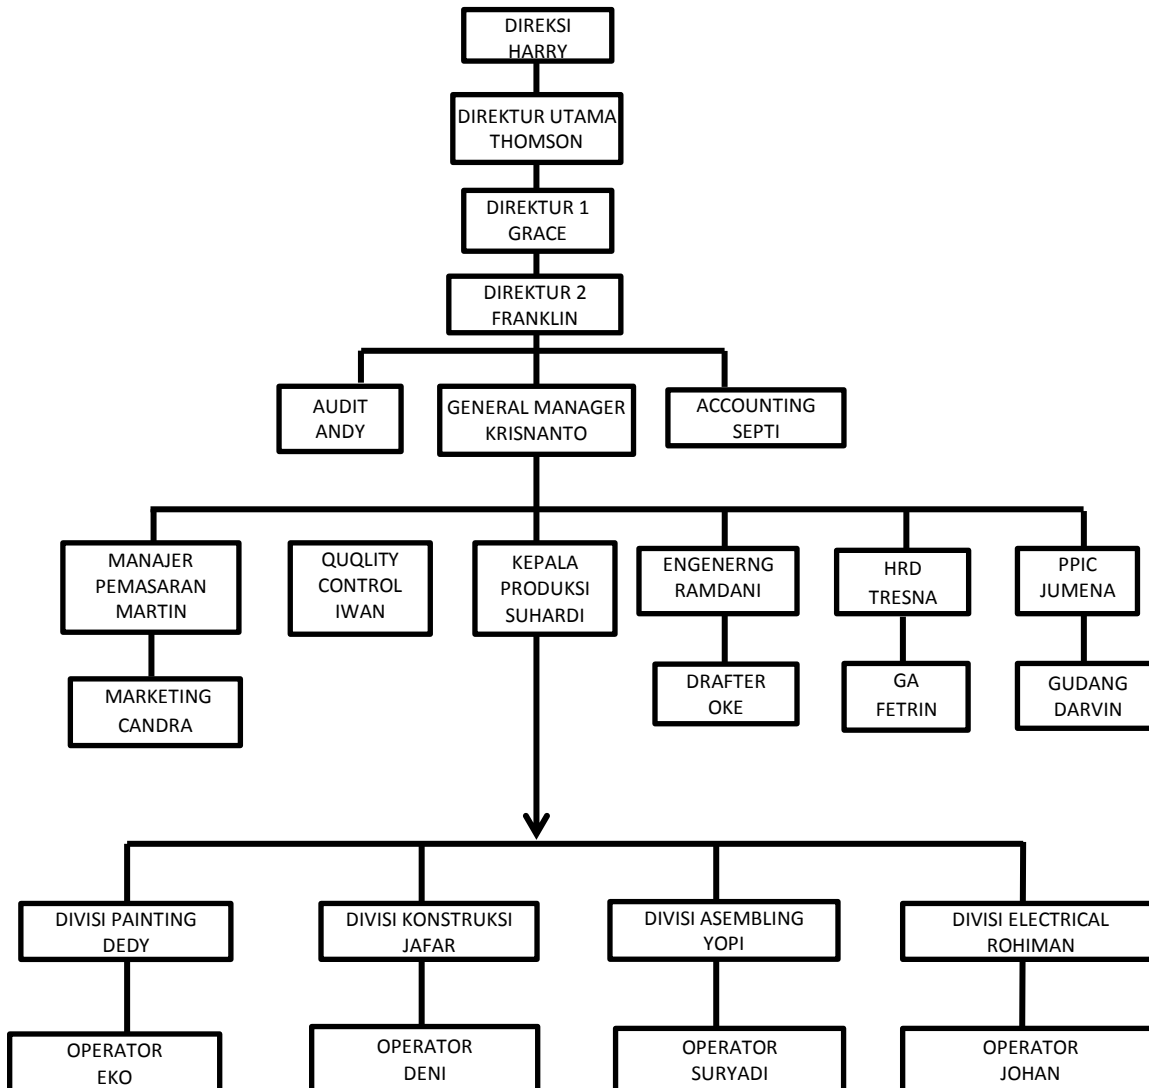 DIREKSI
HARRY
DIREKTUR UTAMA
THOMSON
DIREKTUR 1
GRACE
DIREKTUR 2
FRANKLIN
AUDIT
ANDY
GENERAL MANAGER
KRISNANTO
ACCOUNTING
SEPTI
MANAJER
PEMASARAN
MARTIN
QUQLITY
CONTROL
IWAN
KEPALA
PRODUKSI
SUHARDI
ENGENERNG
RAMDANI
HRD
TRESNA
PPIC
JUMENA
MARKETING
CANDRA
DRAFTER
OKE
GA
FETRIN
GUDANG
DARVIN
DIVISI PAINTING
DEDY
DIVISI KONSTRUKSI
JAFAR
DIVISI ASEMBLING
YOPI
DIVISI ELECTRICAL
ROHIMAN
OPERATOR
EKO
OPERATOR
DENI
OPERATOR
SURYADI
OPERATOR
JOHAN